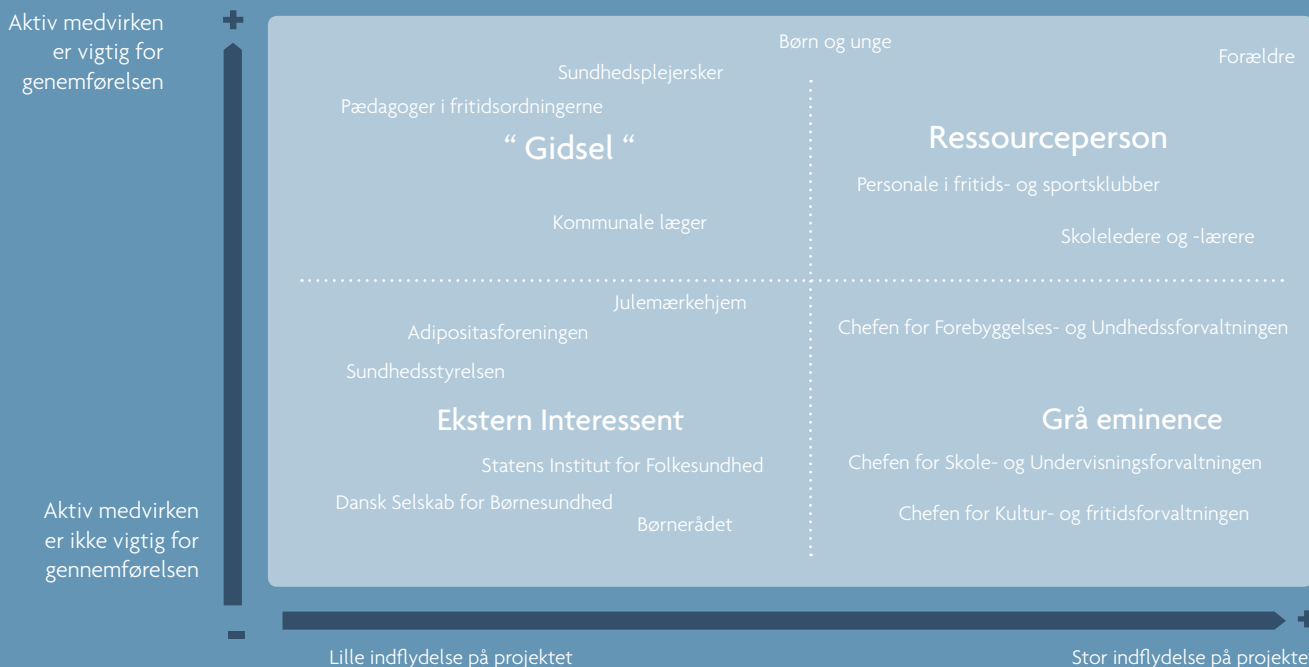 Aktiv medvirken
er vigtig for
genemførelsen
+
Børn og unge
Forældre
Sundhedsplejersker
Pædagoger i fritidsordningerne
“ Gidsel “
Ressourceperson
Personale i fritids- og sportsklubber
Kommunale læger
Skoleledere og -lærere
Julemærkehjem
Adipositasforeningen
Chefen for Forebyggelses- og Undhedssforvaltningen
Sundhedsstyrelsen
Ekstern Interessent
Grå eminence
Statens Institut for Folkesundhed
Chefen for Skole- og Undervisningsforvaltningen
Dansk Selskab for Børnesundhed
Børnerådet
Chefen for Kultur- og fritidsforvaltningen
Aktiv medvirken
er ikke vigtig for
gennemførelsen
-
+
Lille indflydelse på projektet
Stor indflydelse på projekte